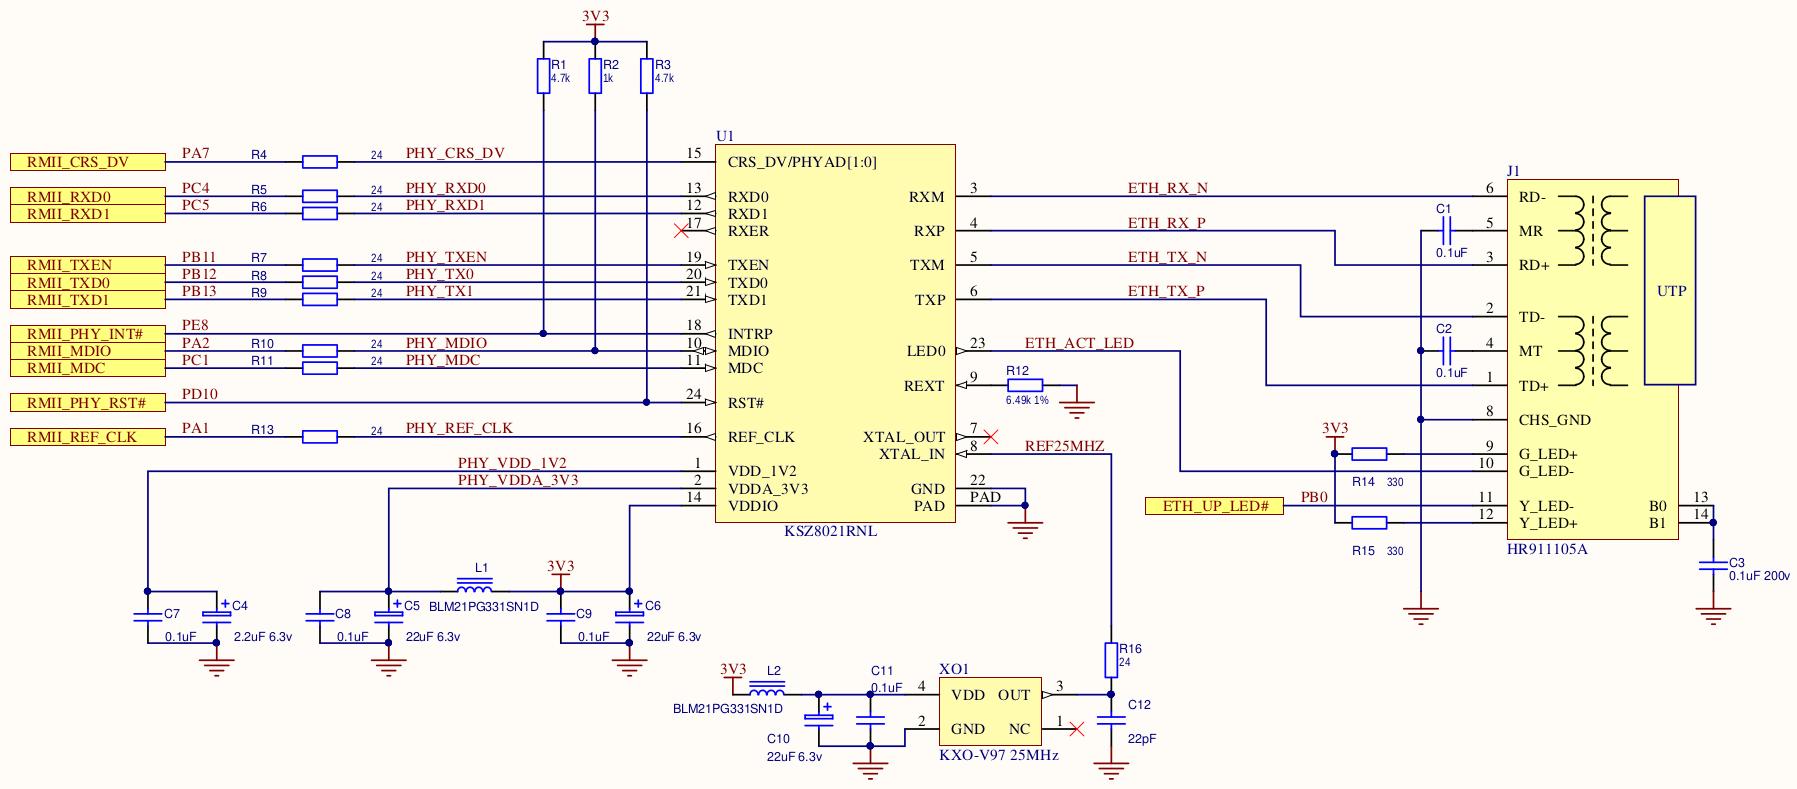 3V3
R1 R2 R3
4.7k 1k 4.7k
U1
RMII_CRS_DV PA7 R4 24 PHY_CRS_DV 15 CRS_DV/PHYAD[1:0]
J1
RMII_RXD0 PC4 R5 24 PHY_RXD0 13 RXD0 RXM 3 ETH_RX_N 6 RD-
RMII_RXD1 PC5 R6 24 PHY_RXD1 12 RXD1
C1
17 RXER RXP 4 ETH_RX_P 5 MR
0.1uF
RMII_TXEN PB11 R7 24 PHY_TXEN 19 TXEN TXM 5 ETH_TX_N 3 RD+
RMII_TXD0 PB12 R8 24 PHY_TX0 20 TXD0
RMII_TXD1 PB13 R9 24 PHY_TX1 21 TXD1 TXP 6 ETH_TX_P UTP
2 TD-
RMII_PHY_INT# PE8 18 INTRP
C2
RMII_MDIO PA2 R10 24 PHY_MDIO 10 MDIO LED0 23 ETH_ACT_LED 4 MT
RMII_MDC PC1 R11 24 PHY_MDC 11 MDC
0.1uF
R12
REXT 9 1 TD+
6.49k 1%
RMII_PHY_RST# PD10 24 RST#
8 CHS_GND
3V3
RMII_REF_CLK PA1 R13 24 PHY_REF_CLK 16 REF_CLK XTAL_OUT 7
XTAL_IN 8 REF25MHZ 9 G_LED+
PHY_VDD_1V2 1 VDD_1V2 10 G_LED-
R14 330
PHY_VDDA_3V3 2 VDDA_3V3 GND 22
14 VDDIO PAD PAD ETH_UP_LED# PB0 11 Y_LED- B0 13
12 Y_LED+ B1 14
KSZ8021RNL
R15 330 HR911105A
3V3
L1
C3
0.1uF 200v
BLM21PG331SN1D
C7 C4 C8 C5 C9 C6
0.1uF 2.2uF 6.3v 0.1uF 22uF 6.3v 0.1uF 22uF 6.3v
R16
24
3V3 L2 C11 XO1
0.1uF 4 VDD OUT 3
BLM21PG331SN1D
C12
2 GND NC 1
C10 22pF
22uF 6.3v KXO-V97 25MHz